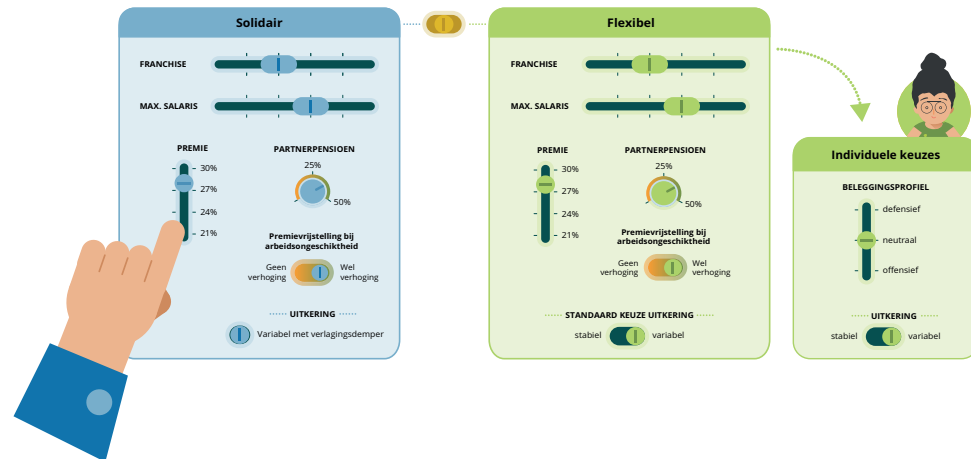 Solidair
FRANCHISE
MAX. SALARIS
PREMIE
30%
27%
24%
21%
PARTNERPENSIOEN
25%
50%
Premievrijstelling bij
arbeidsongeschiktheid
Geen
verhoging
Wel
verhoging
UITKERING
Variabel met verlagingsdemper
Flexibel
FRANCHISE
MAX. SALARIS
PREMIE
30%
27%
24%
21%
PARTNERPENSIOEN
25%
50%
Premievrijstelling bij
arbeidsongeschiktheid
Geen
verhoging
Wel
verhoging
STANDAARD KEUZE UITKERING
stabiel
variabel
Individuele keuzes
BELEGGINGSPROFIEL
defensief
neutraal
offensief
UITKERING
stabiel
variabel